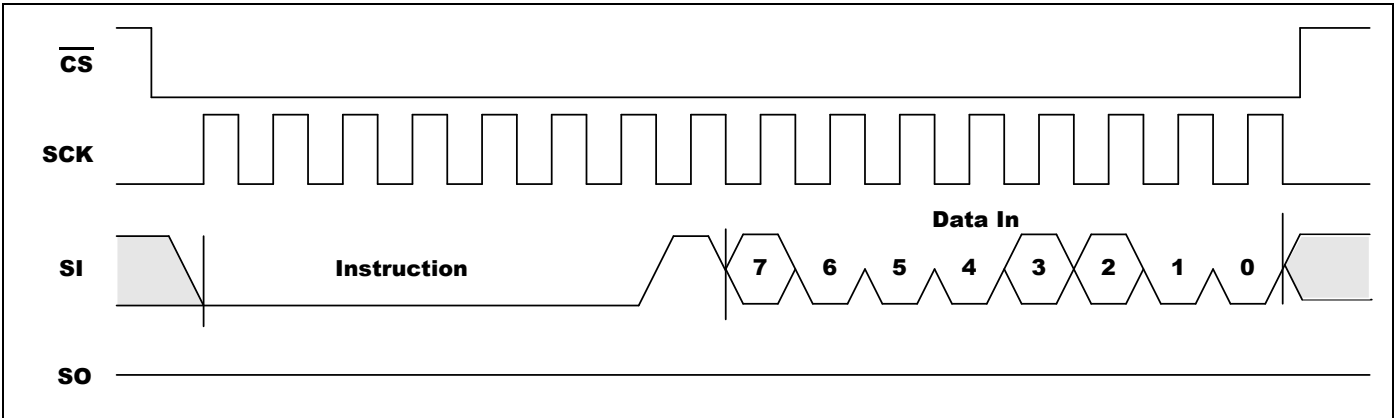 CS
SCK
Data In
SI Instruction 7 6 5 4 3 2 1 0
SO